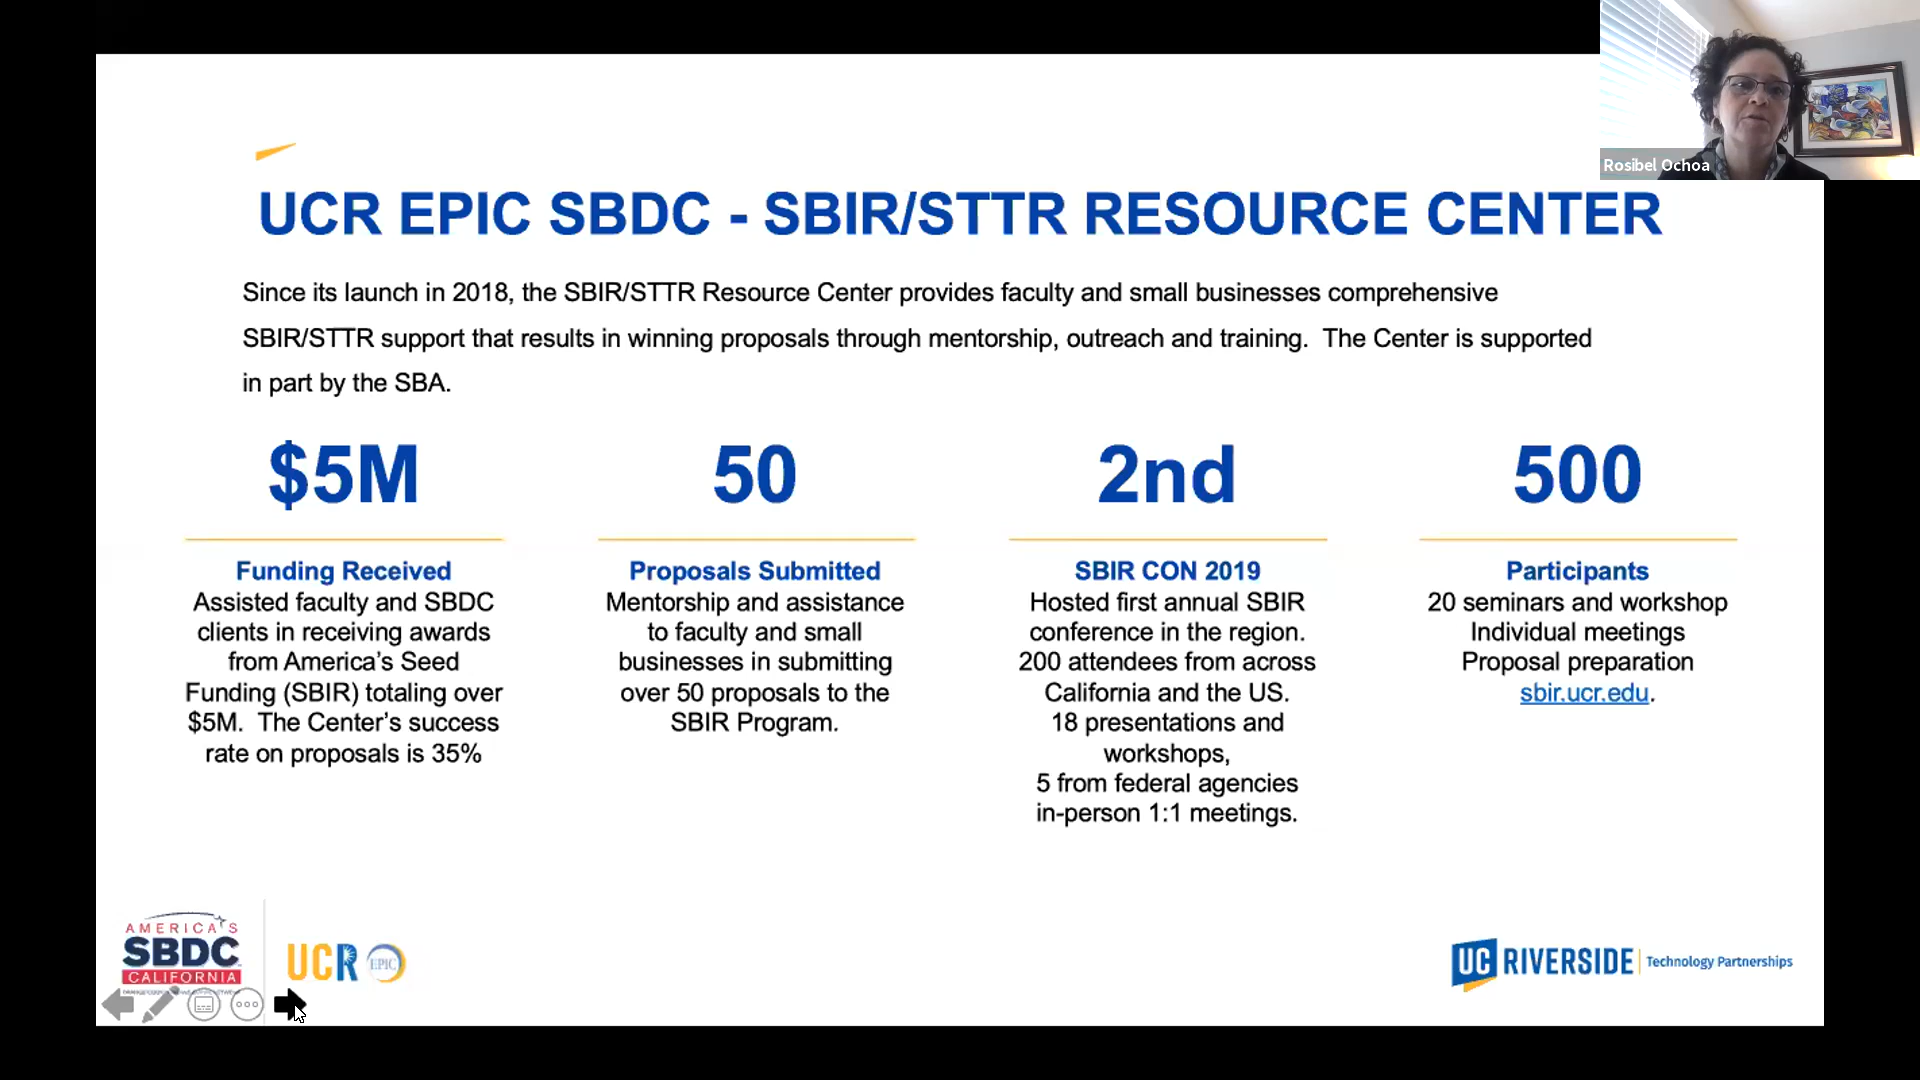 Rosibel Ochoa
UCR EPIC SBDC - SBIR/STTR RESOURCE CENTER
Since its launch in 2018, the SBIR/STTR Resource Center provides faculty and small businesses comprehensive
SBIR/STTR support that results in winning proposals through mentorship, outreach and training.  The Center is supported
in part by the SBA.
$5M
Funding Received
Assisted faculty and SBDC
clients in receiving awards
from America's Seed
Funding (SBIR) totaling over
$5M.  The Center's success
rate on proposals is 35%
50
Proposals Submitted
Mentorship and assistance
to faculty and small
businesses in submitting
over 50 proposals to the
SBIR Program.
2nd
SBIR CON 2019
Hosted first annual SBIR
conference in the region.
200 attendees from across
California and the US.
18 presentations and
workshops,
5 from federal agencies
in-person 1:1 meetings.
500
Participants
20 seminars and workshop
Individual meetings
Proposal preparation
sbir.ucr.edu.
AMERICA'S
SBDC
CALIFORNIA
UCR EPIC
UC RIVERSIDE Technology Partnerships